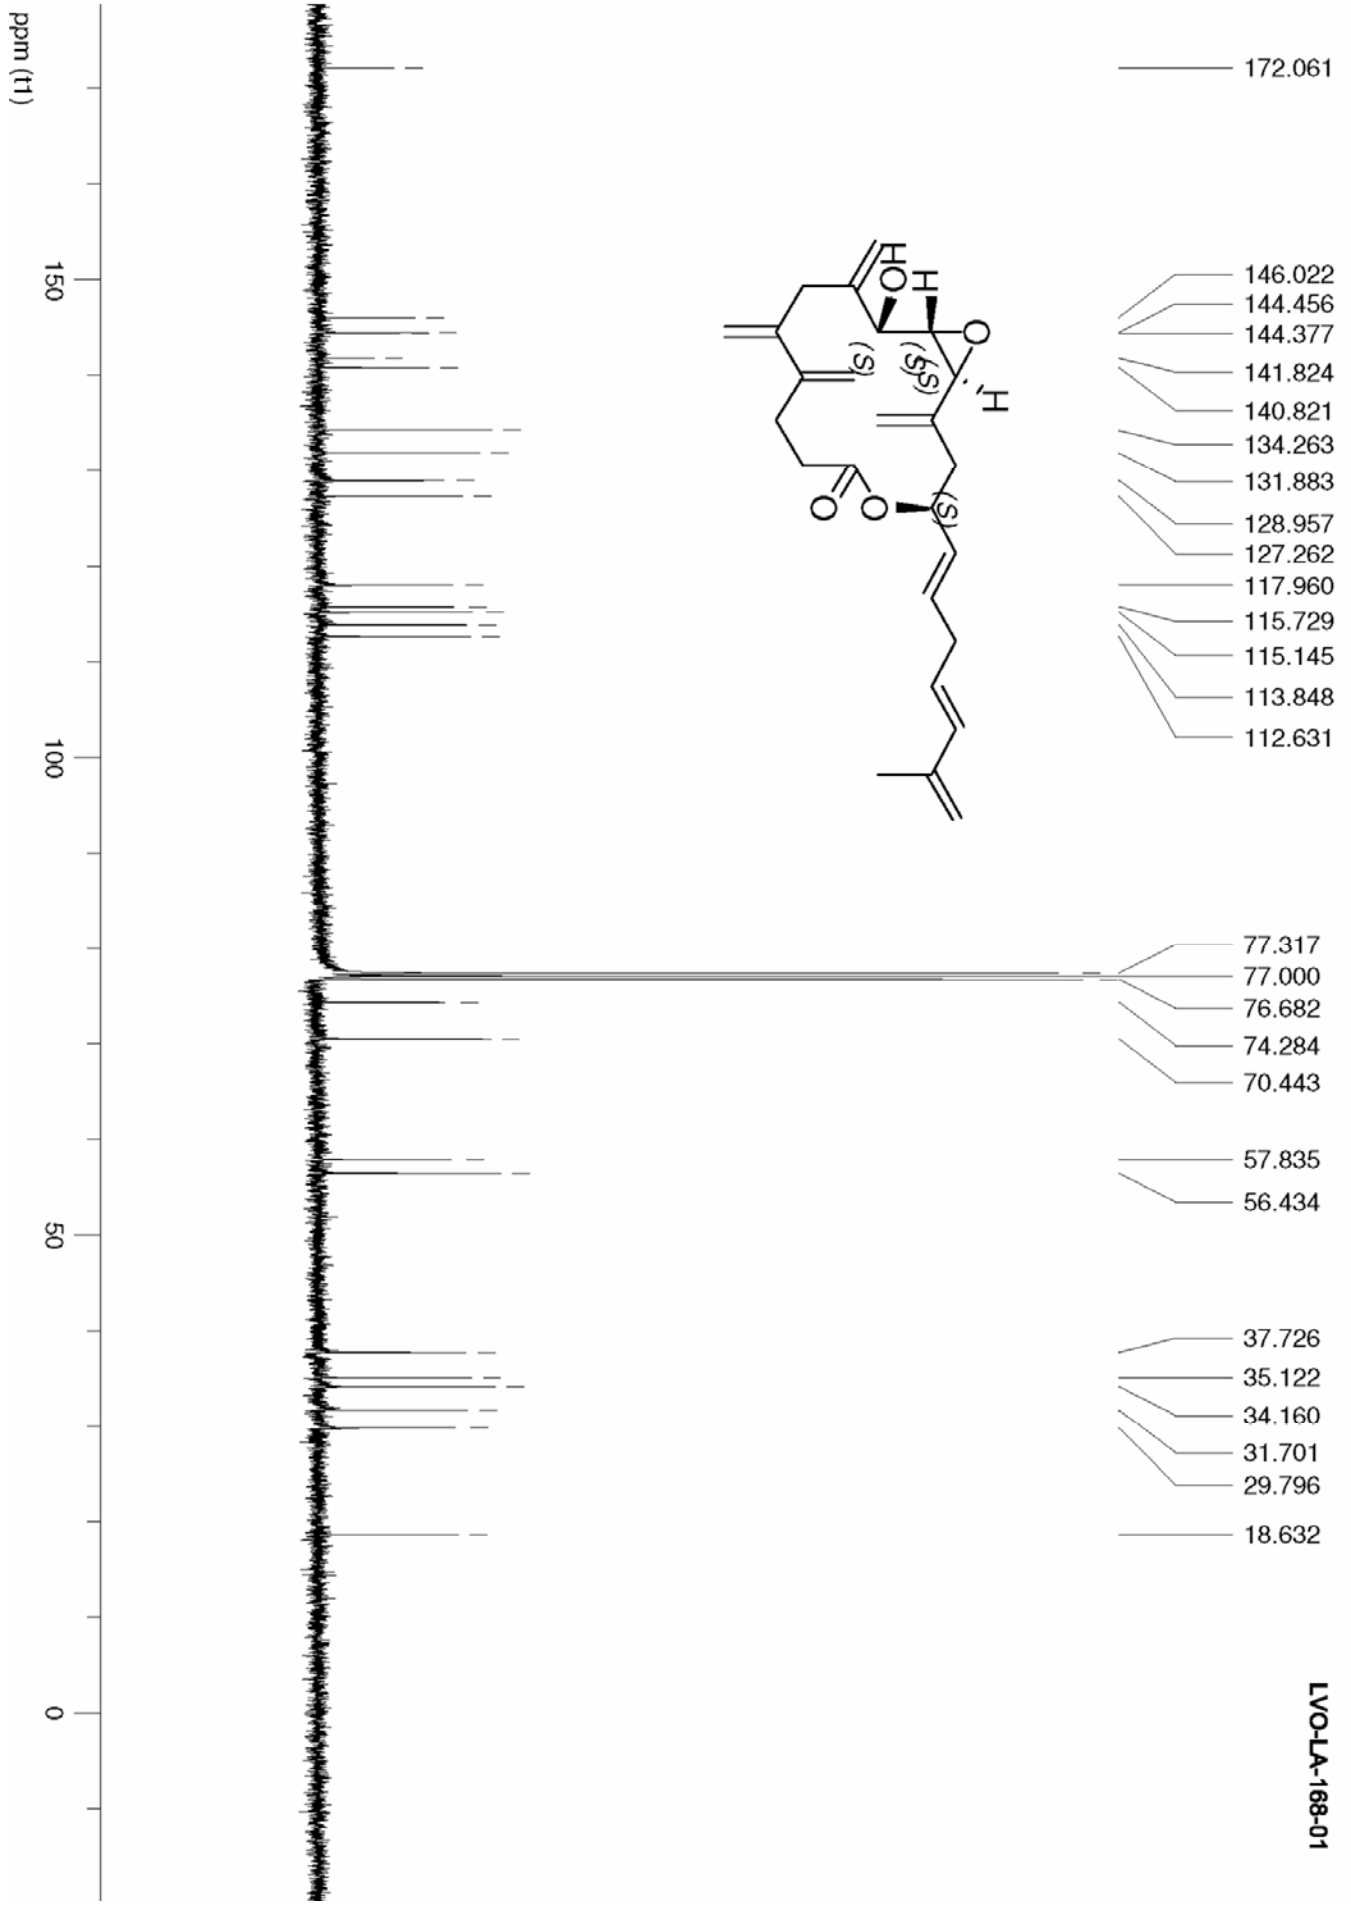 172.061
146.022
144.456
144.377
141.824
140.821
134.263
131.883
128.957
127.262
117.960
115.729
115.145
113.848
112.631
77.317
77.000
76.682
74.284
70.443
57.835
56.434
37.726
35.122
34.160
31.701
29.796
18.632
LVO-LA-168-01
H
O
H
O
H
(S)
(S)
(S)
(S)
O
O
150
100
50
0
ppm (t1)